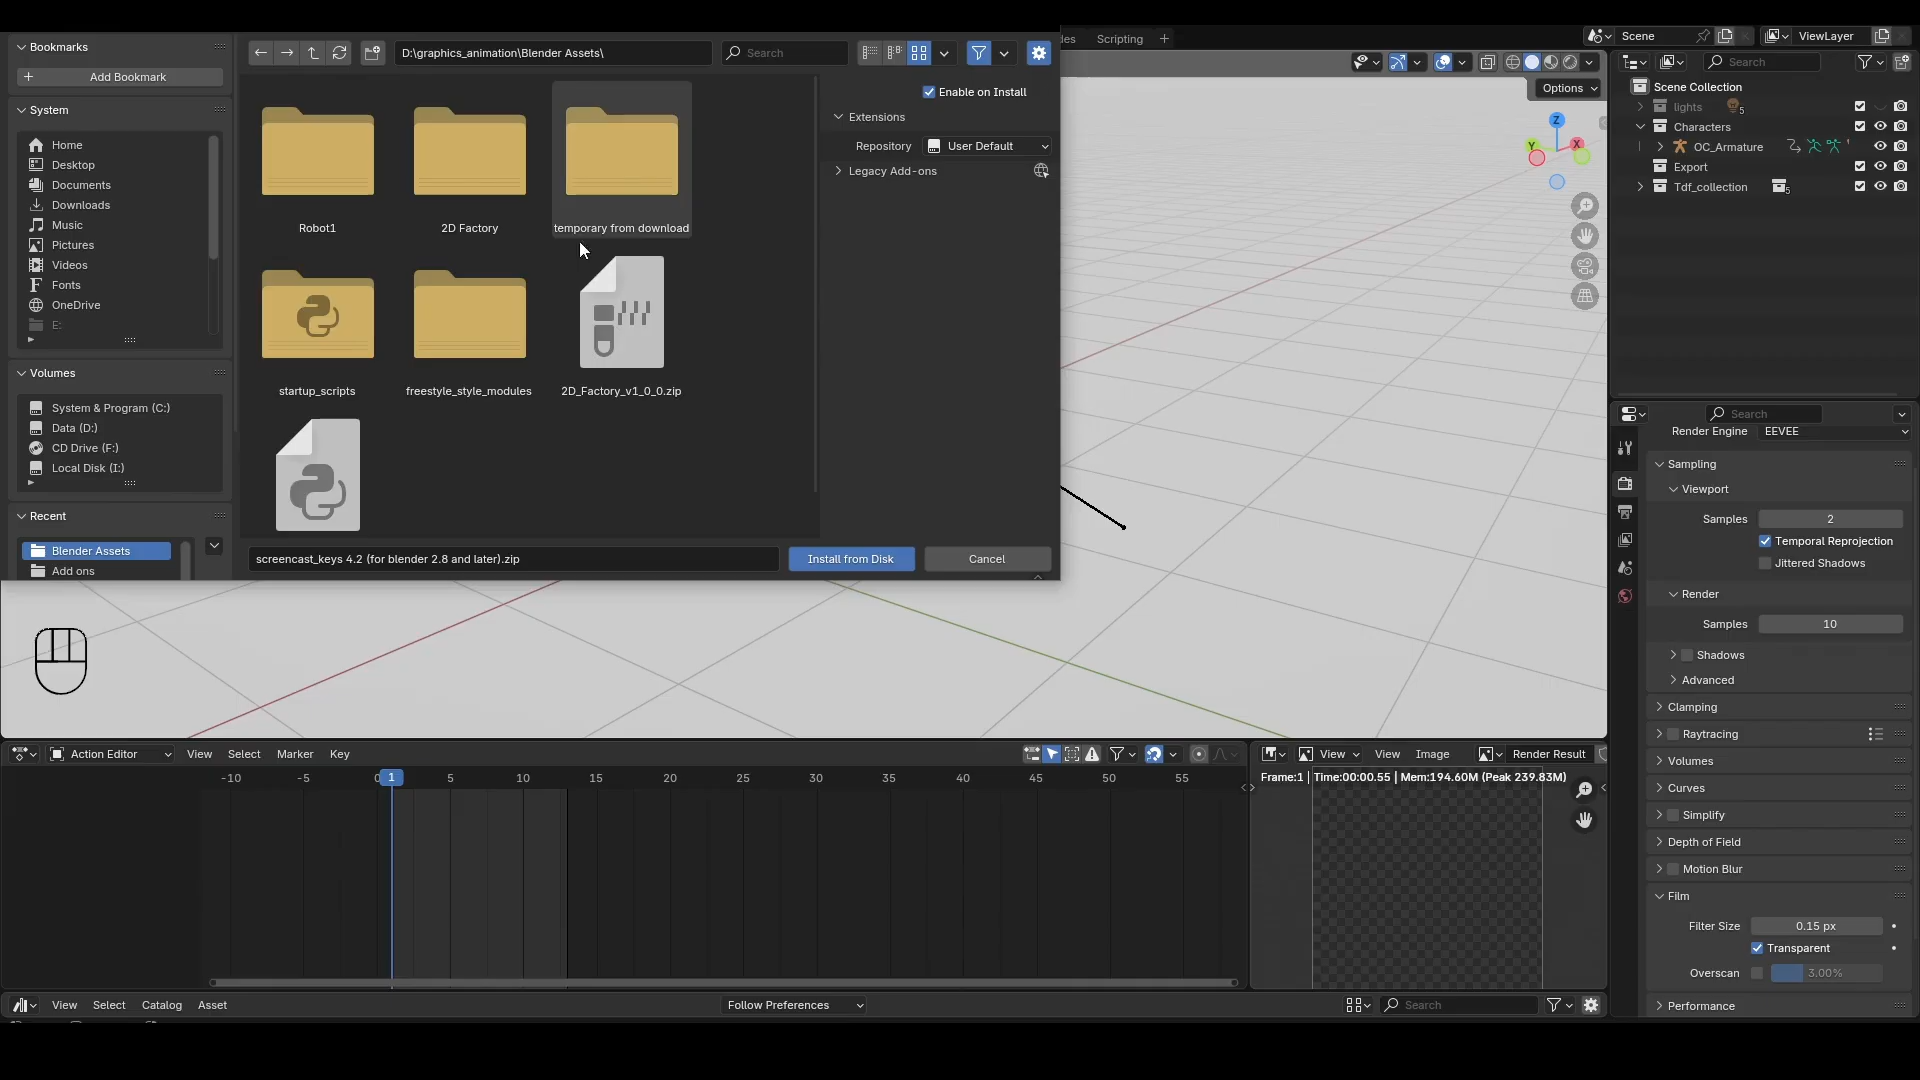 Bookmarks
Add Bookmark
System
Home
Desktop
Documents
Downloads
Music
Pictures
Videos
Fonts
OneDrive
E:
Volumes
System & Program (C:)
Data (D:)
CD Drive (F:)
Local Disk (I:)
Recent
Blender Assets
Add ons
D:\graphics_animation\Blender Assets\
Search
Robot1
2D Factory
temporary from download
startup_scripts
freestyle_style_modules
2D_Factory_v1_0_0.zip
Enable on Install
Extensions
Repository User Default
Legacy Add-ons
screencast_keys 4.2 (for blender 2.8 and later).zip
Install from Disk
Cancel
Scripting
Options
Z
Y
X
Scene
ViewLayer
Search
Scene Collection
lights 5
Characters
OC_Armature
Export
Tdf_collection 5
Search
Render Engine EEVEE
Sampling
Viewport
Samples 2
Temporal Reprojection
Jittered Shadows
Render
Samples 10
Shadows
Advanced
Clamping
Raytracing
Volumes
Curves
Simplify
Depth of Field
Motion Blur
Film
Filter Size 0.15 px
Transparent
Overscan 3.00%
Performance
Action Editor View Select Marker Key
-10 -5 0 1 5 10 15 20 25 30 35 40 45 50 55
View View Image Render Result
Frame:1 | Time:00:00.55 | Mem:194.60M (Peak 239.83M)
View Select Catalog Asset
Follow Preferences
Search